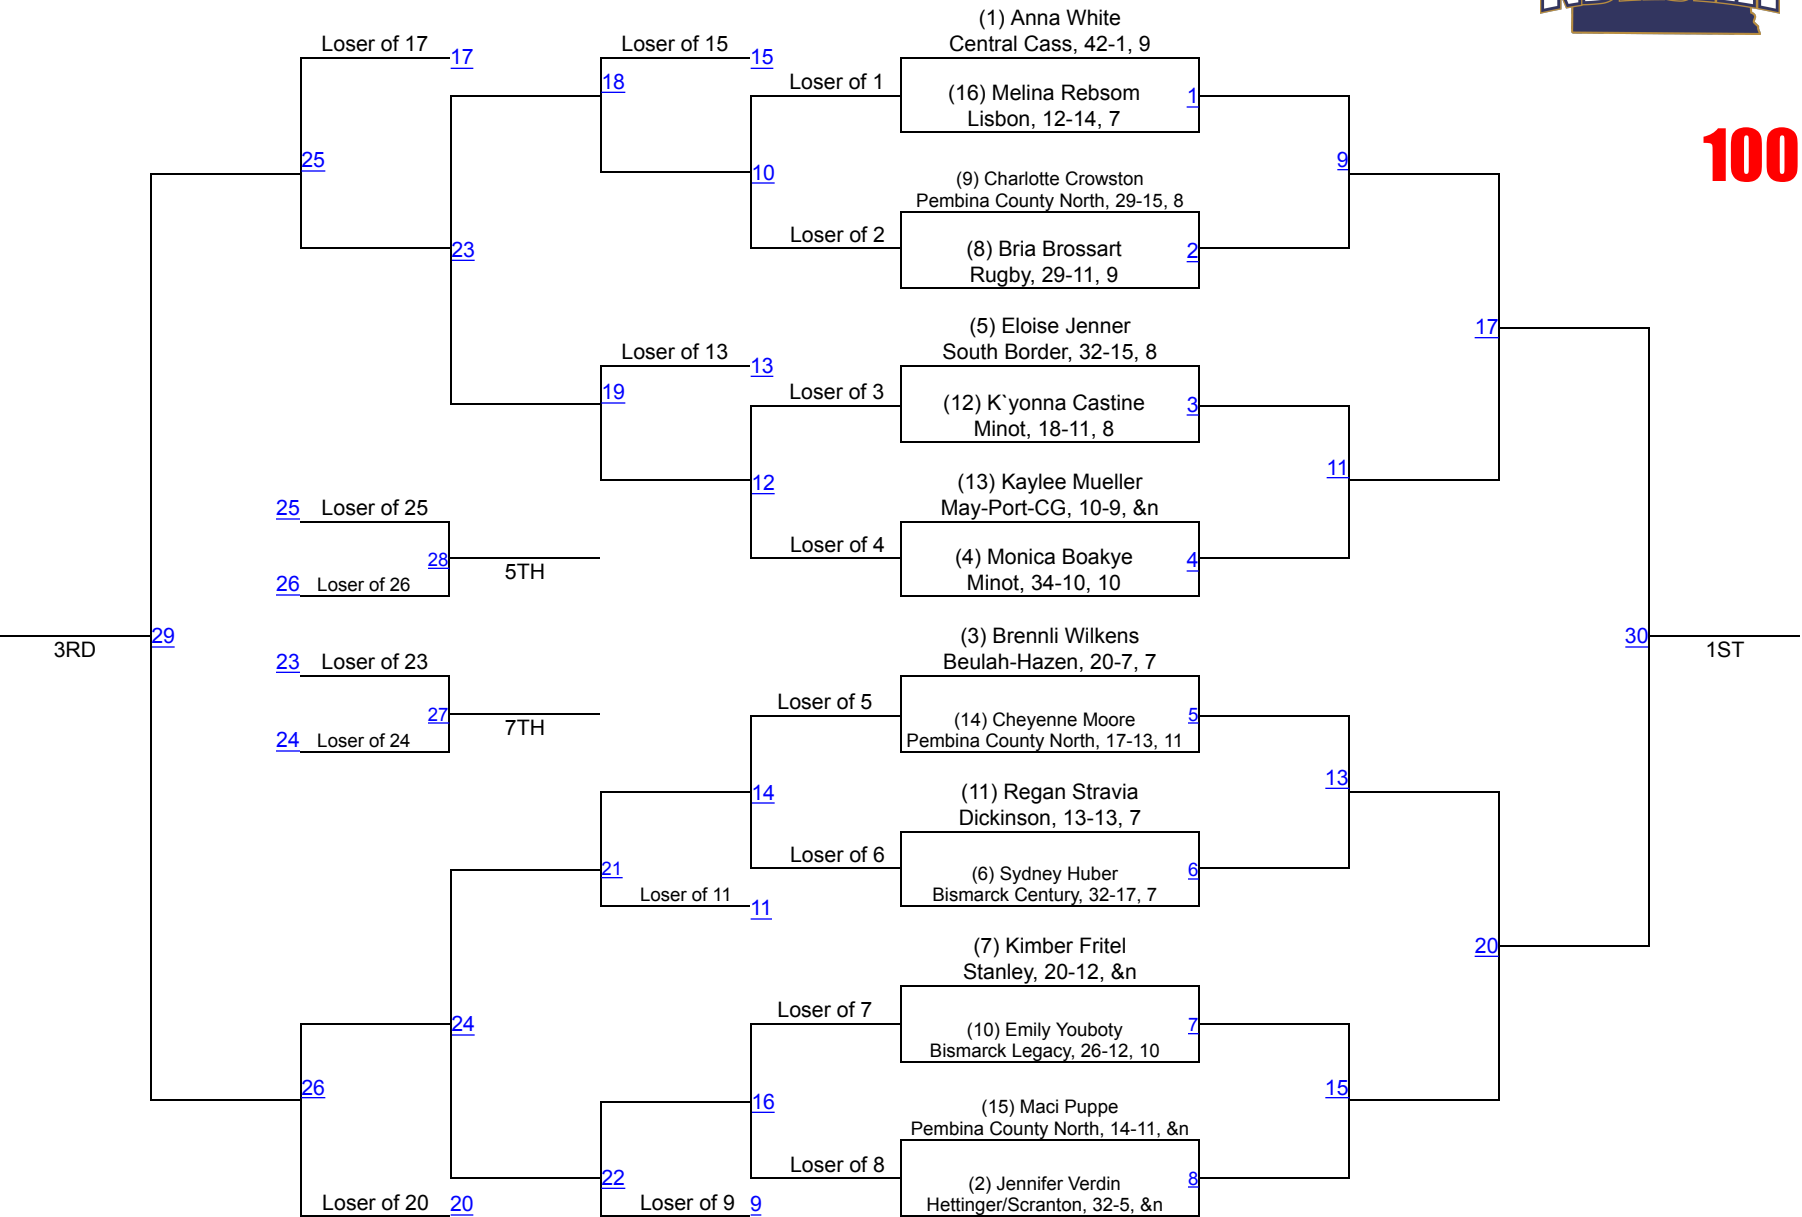 (1) Anna White
Loser of 17
17
Loser of 15
15
Central Cass, 42-1, 9
18
Loser of 1
(16) Melina Rebsom
1
Lisbon, 12-14, 7
100
25
10
9
(9) Charlotte Crowston
Pembina County North, 29-15, 8
Loser of 2
23
(8) Bria Brossart
2
Rugby, 29-11, 9
(5) Eloise Jenner
17
Loser of 13
13
South Border, 32-15, 8
19
Loser of 3
(12) K`yonna Castine
3
Minot, 18-11, 8
11
12
(13) Kaylee Mueller
25
Loser of 25
May-Port-CG, 10-9, &n
Loser of 4
28
5TH
(4) Monica Boakye
4
26
Loser of 26
Minot, 34-10, 10
3RD
29
(3) Brennli Wilkens
30
1ST
23
Loser of 23
Beulah-Hazen, 20-7, 7
Loser of 5
27
7TH
(14) Cheyenne Moore
5
24
Loser of 24
Pembina County North, 17-13, 11
13
14
(11) Regan Stravia
Dickinson, 13-13, 7
Loser of 6
21
(6) Sydney Huber
6
Loser of 11
11
Bismarck Century, 32-17, 7
(7) Kimber Fritel
20
Stanley, 20-12, &n
Loser of 7
24
(10) Emily Youboty
7
Bismarck Legacy, 26-12, 10
26
16
15
(15) Maci Puppe
Pembina County North, 14-11, &n
Loser of 8
22
(2) Jennifer Verdin
8
Loser of 20
20
Loser of 9
9
Hettinger/Scranton, 32-5, &n